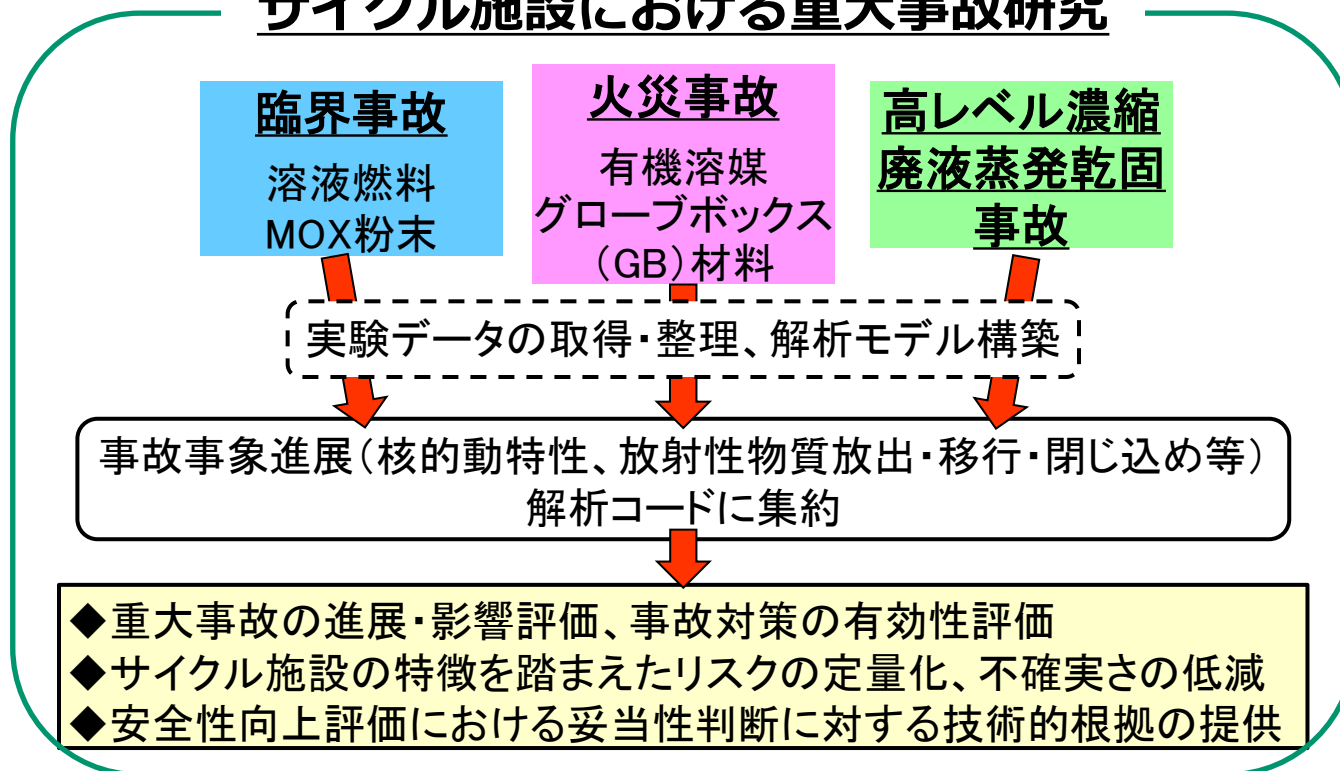 サイクル施設における重大事故研究
臨界事故
溶液燃料
MOX粉末
火災事故
有機溶媒
グローブボックス
（GB）材料
高レベル濃縮
廃液蒸発乾固
事故
実験データの取得・整理、解析モデル構築
事故事象進展（核的動特性、放射性物質放出・移行・閉じ込め等）
解析コードに集約
◆重大事故の進展・影響評価、事故対策の有効性評価
◆サイクル施設の特徴を踏まえたリスクの定量化、不確実さの低減
◆安全性向上評価における妥当性判断に対する技術的根拠の提供